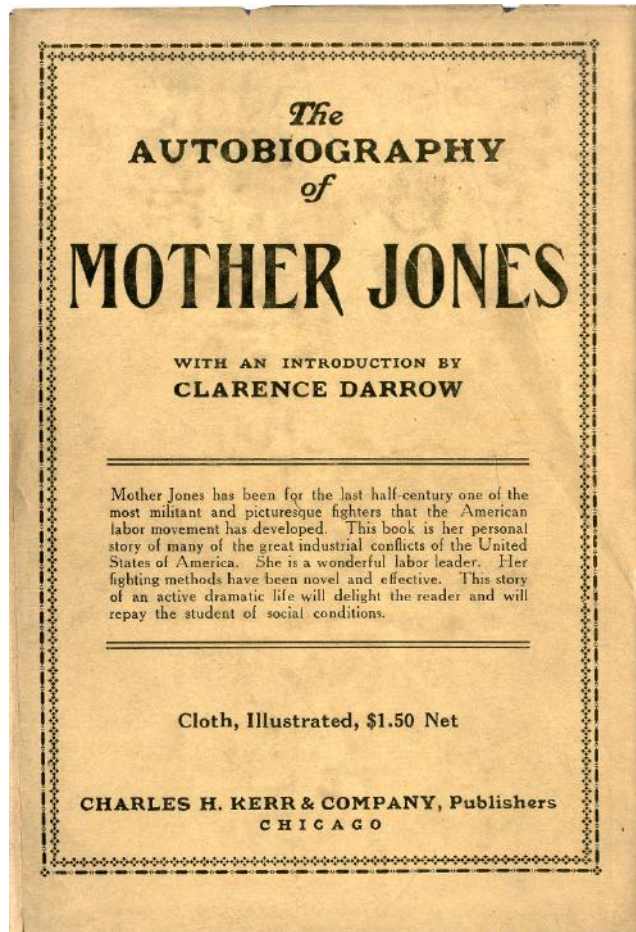 The
AUTOBIOGRAPHY
of
MOTHER JONES
WITH AN INTRODUCTION BY
CLARENCE DARROW
Mother Jones has been for the last half-century one of the
most militant and picturesque fighters that the American
labor movement has developed. This book is her personal
story of many of the great industrial conflicts of the United
States of America. She is a wonderful labor leader. Her
fighting methods have been novel and effective. This story
of an active dramatic life will delight the reader and will
repay the student of social conditions.
Cloth, Illustrated, $1.50 Net
CHARLES H. KERR & COMPANY, Publishers
CHICAGO